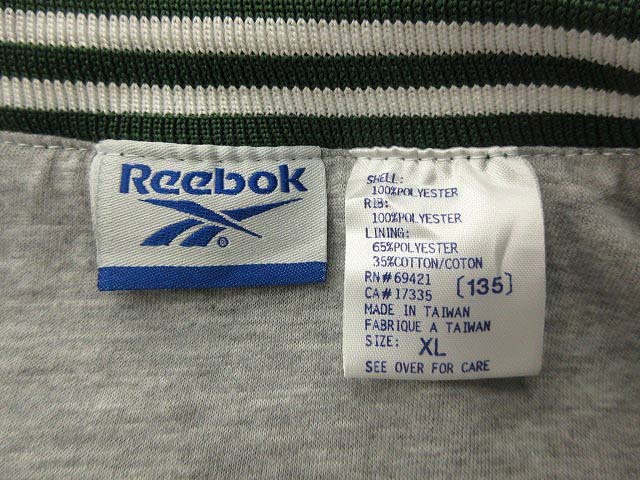 Reebok
®
SHELL:
100%POLYESTER
RIB:
100%POLYESTER
LINING:
65%POLYESTER
35%COTTON/COTON
RN#69421
CA#17335 [135]
MADE IN TAIWAN
FABRIQUE A TAIWAN
SIZE: XL
SEE OVER FOR CARE